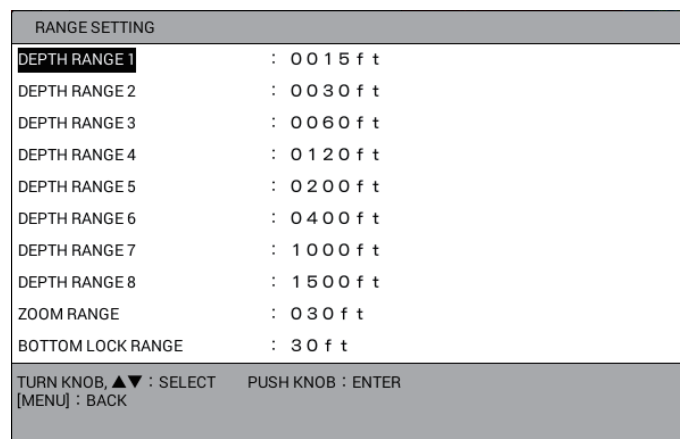 RANGE SETTING
DEPTH RANGE 1 : 0015ft
DEPTH RANGE 2 : 0030ft
DEPTH RANGE 3 : 0060ft
DEPTH RANGE 4 : 0120ft
DEPTH RANGE 5 : 0200ft
DEPTH RANGE 6 : 0400ft
DEPTH RANGE 7 : 1000ft
DEPTH RANGE 8 : 1500ft
ZOOM RANGE : 030ft
BOTTOM LOCK RANGE : 30ft
TURN KNOB, ▲▼ : SELECT PUSH KNOB : ENTER
[MENU] : BACK